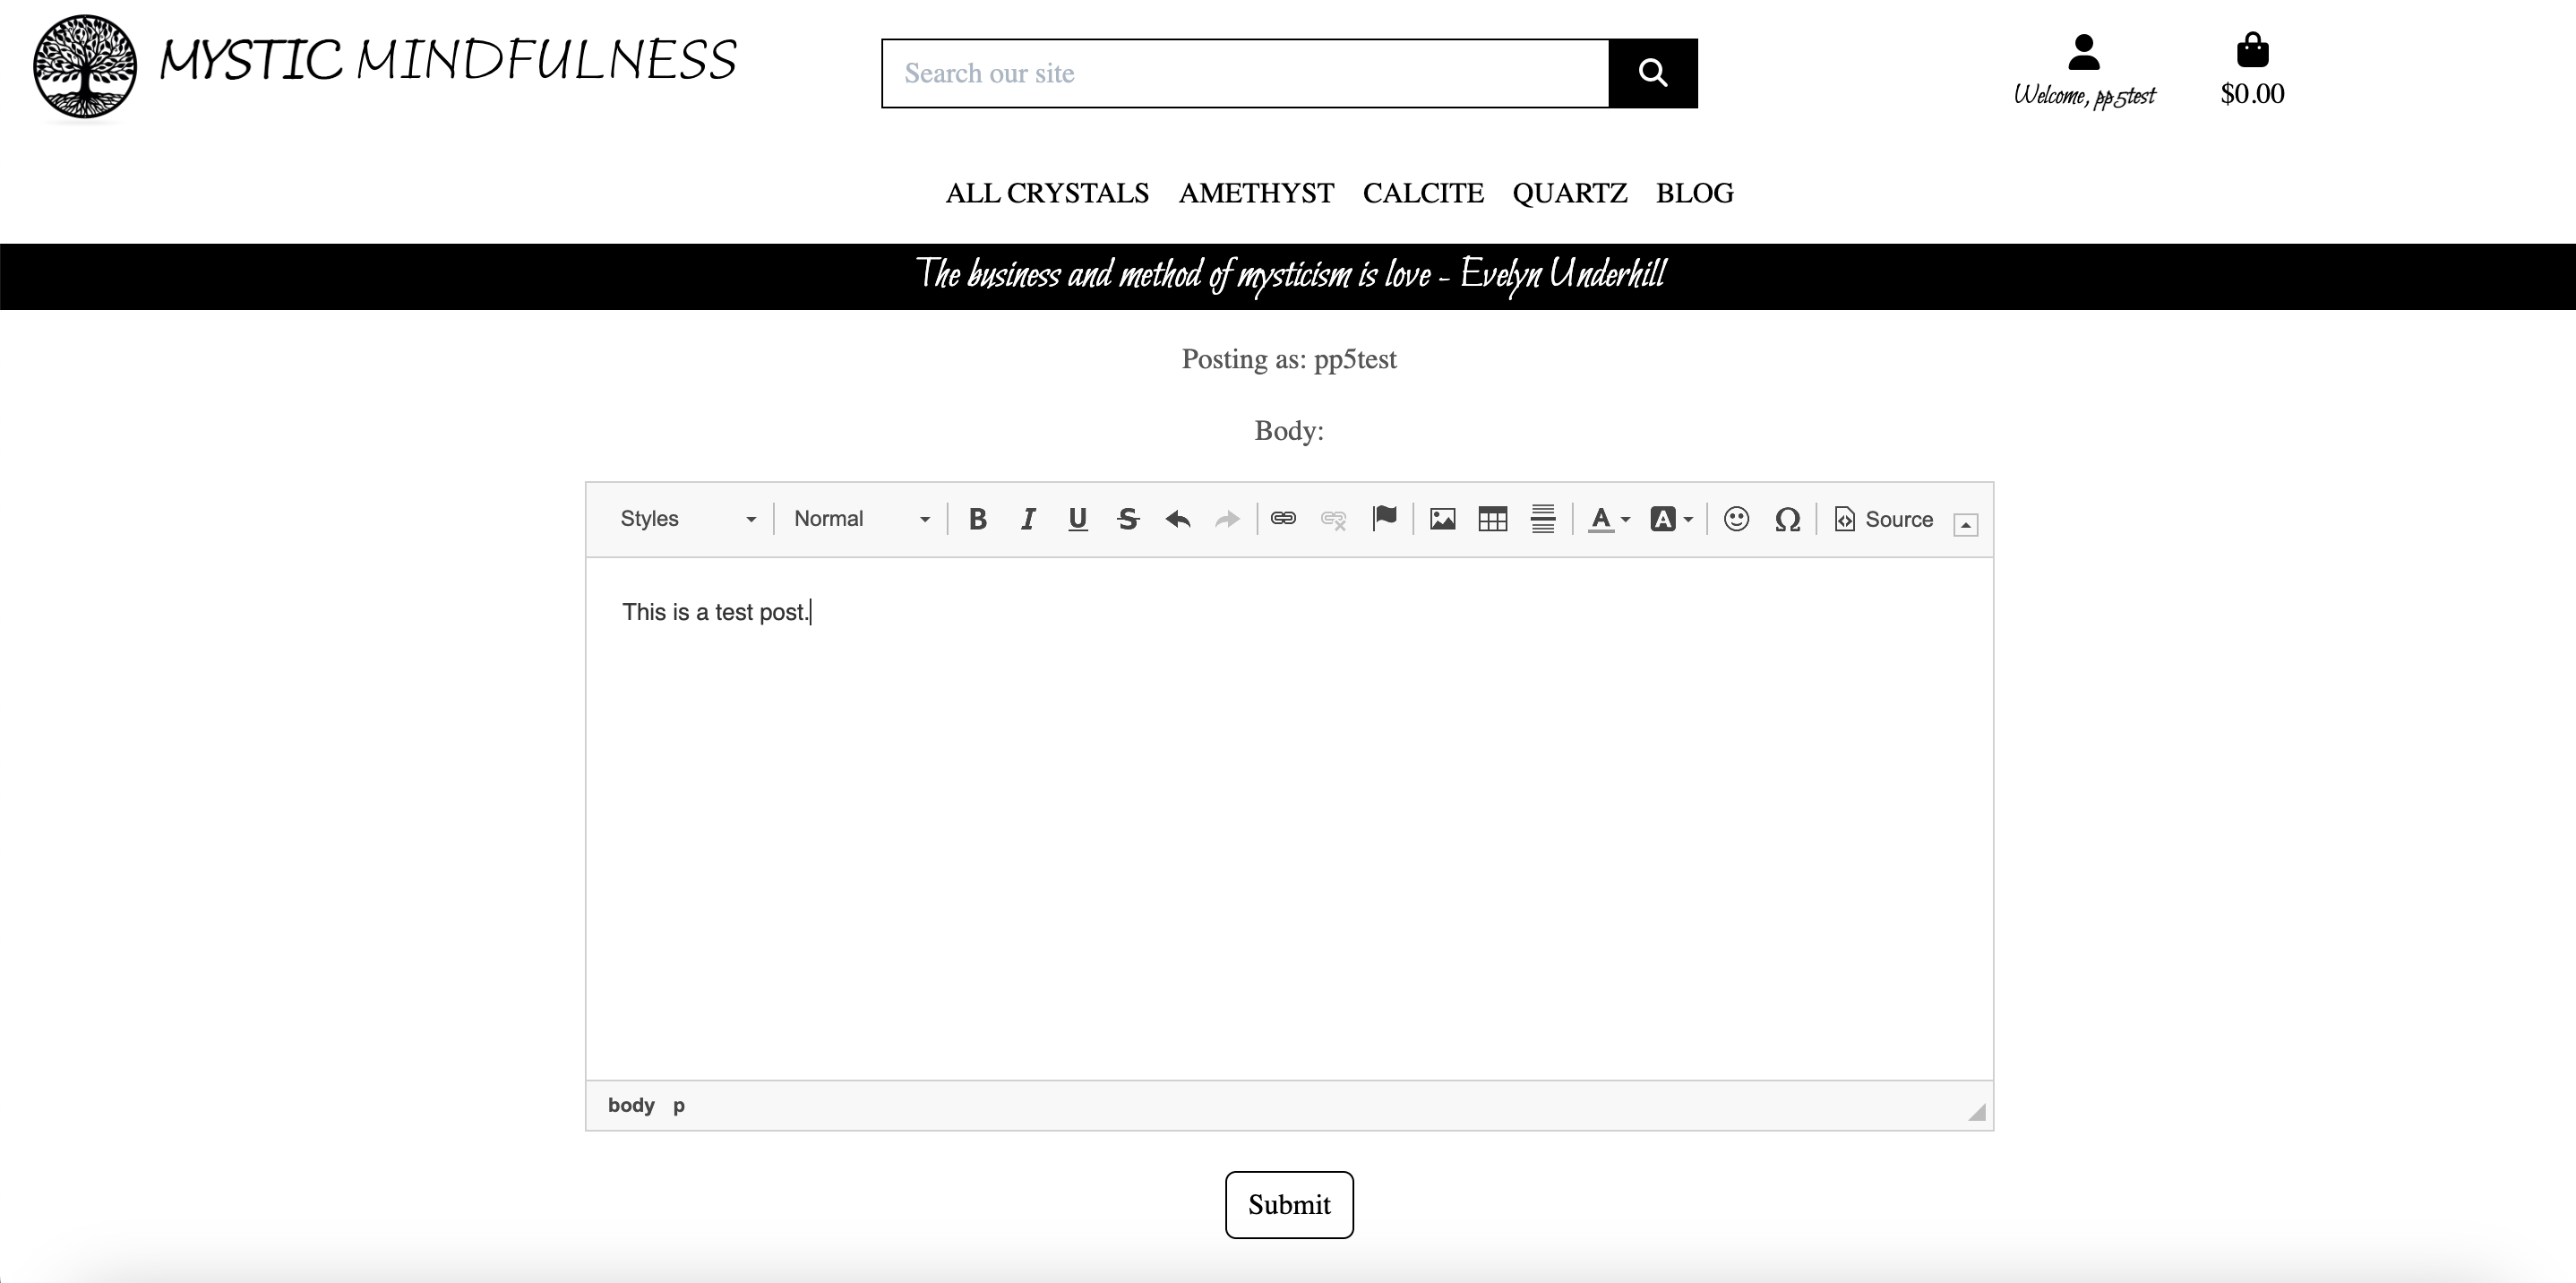 MYSTIC MINDFULNESS
Search our site
Welcome, pp5test
$0.00
ALL CRYSTALS AMETHYST CALCITE QUARTZ BLOG
The business and method of mysticism is love - Evelyn Underhill
Posting as: pp5test
Body:
Styles Normal B I U S A A Ω Source
This is a test post.
body p
Submit